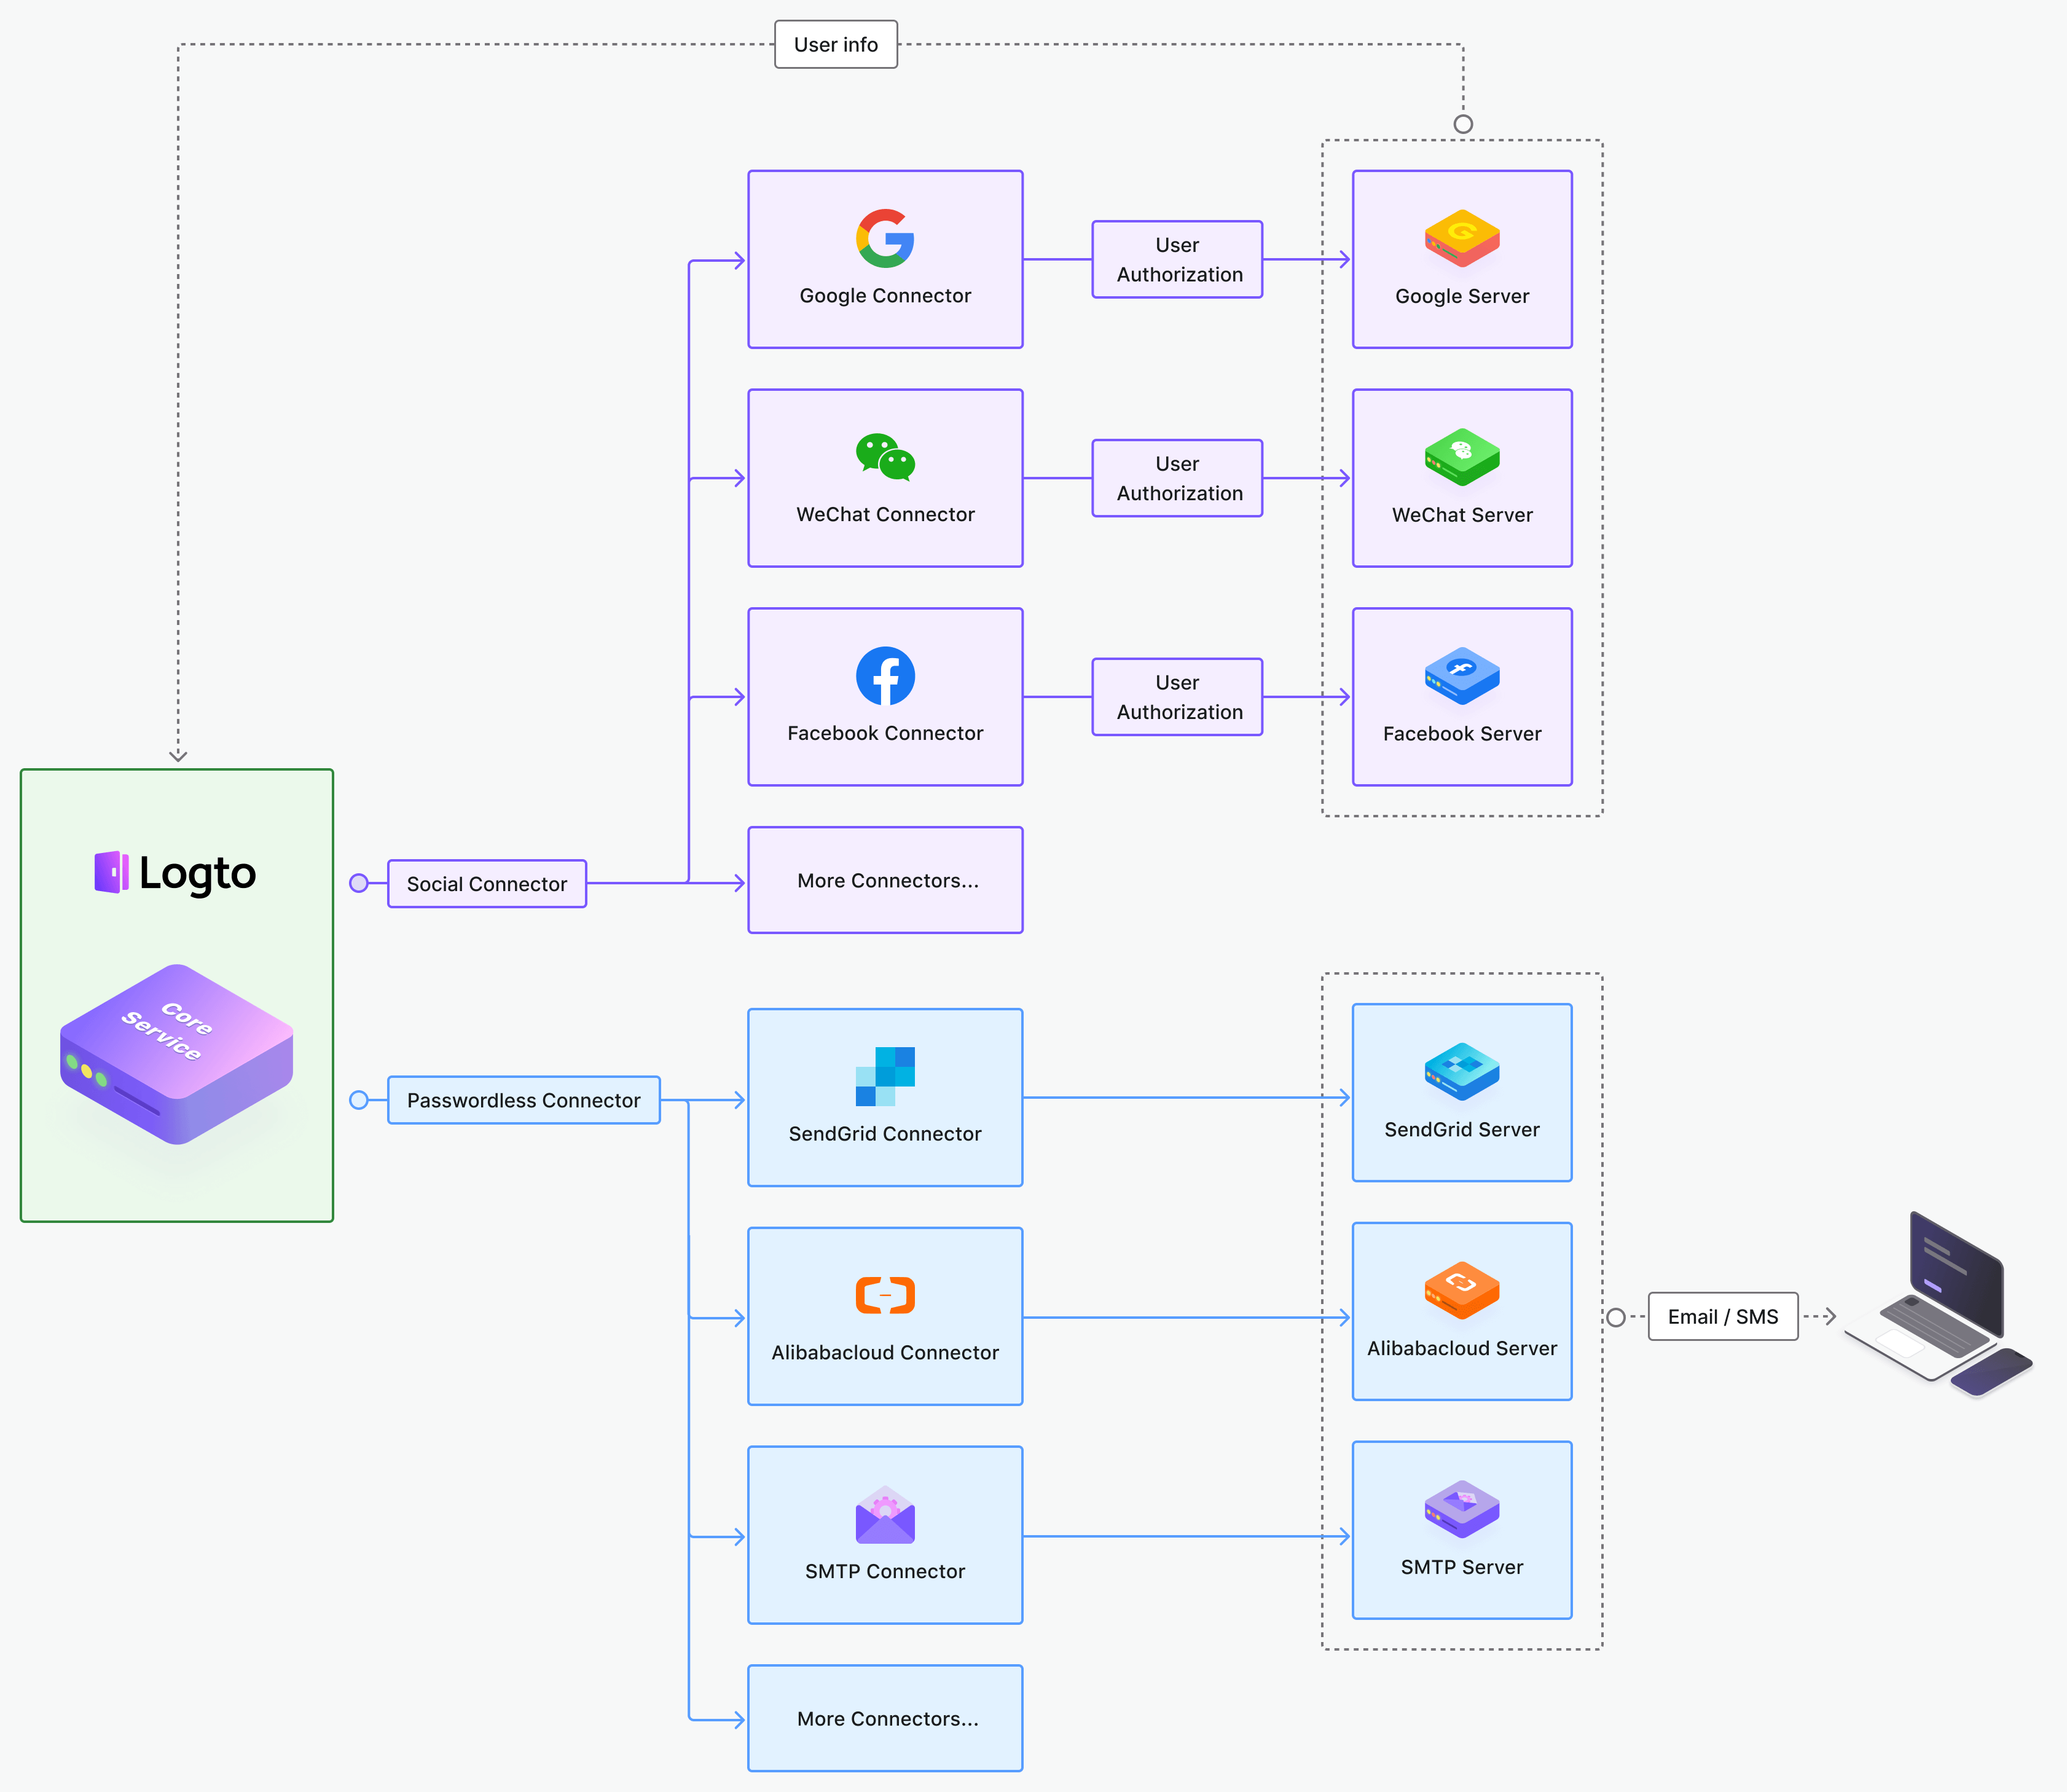 User info
Google Connector
User
Authorization
Google Server
WeChat Connector
User
Authorization
WeChat Server
Facebook Connector
User
Authorization
Facebook Server
Logto
Social Connector
More Connectors...
Core
Service
Passwordless Connector
SendGrid Connector
SendGrid Server
Alibabacloud Connector
Alibabacloud Server
Email / SMS
SMTP Connector
SMTP Server
More Connectors...